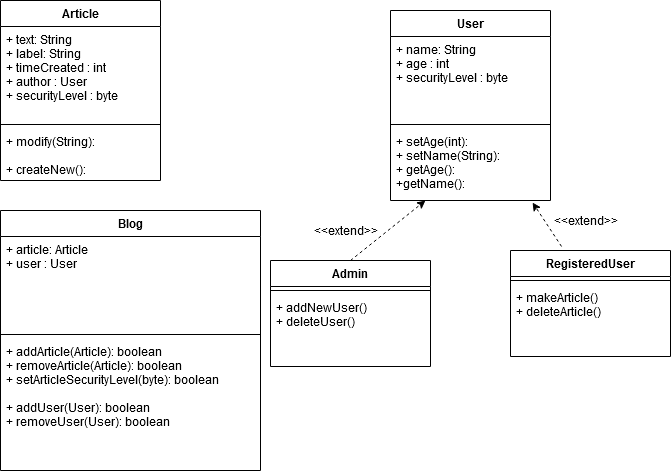 Article
+ text: String
+ label: String
+ timeCreated : int
+ author : User
+ securityLevel : byte
+ modify(String):
+ createNew():
User
+ name: String
+ age : int
+ securityLevel : byte
+ setAge(int):
+ setName(String):
+ getAge():
+getName():
Blog
+ article: Article
+ user : User
+ addArticle(Article): boolean
+ removeArticle(Article): boolean
+ setArticleSecurityLevel(byte): boolean
+ addUser(User): boolean
+ removeUser(User): boolean
<<extend>>
<<extend>>
Admin
+ addNewUser()
+ deleteUser()
RegisteredUser
+ makeArticle()
+ deleteArticle()